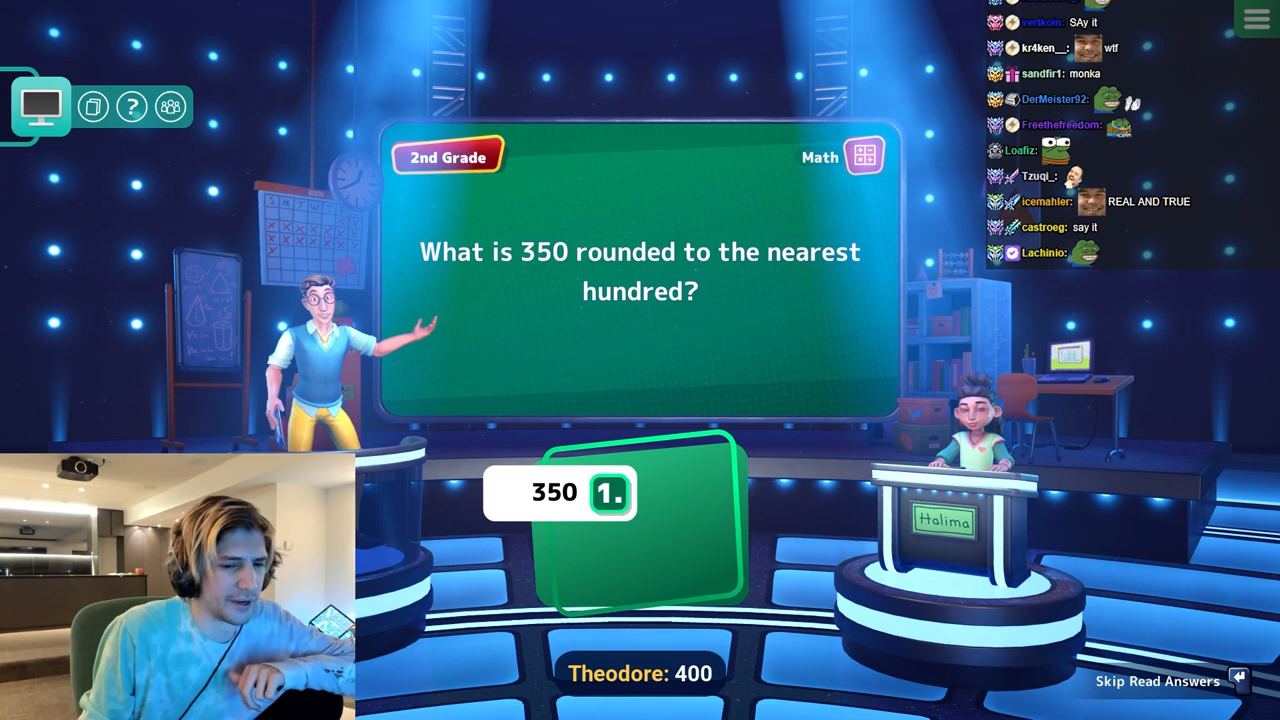 vertkoin: SAy it
kr4ken__: wtf
sandfir1: monka
DerMeister92:
Freethefreedom:
Loafiz:
Tzuqi_:
icemahler: REAL AND TRUE
castroeg: say it
Lachinio:
?
2nd Grade
Math
S M T W T F S
What is 350 rounded to the nearest
hundred?
350 1.
Halima
Theodore: 400
Skip Read Answers